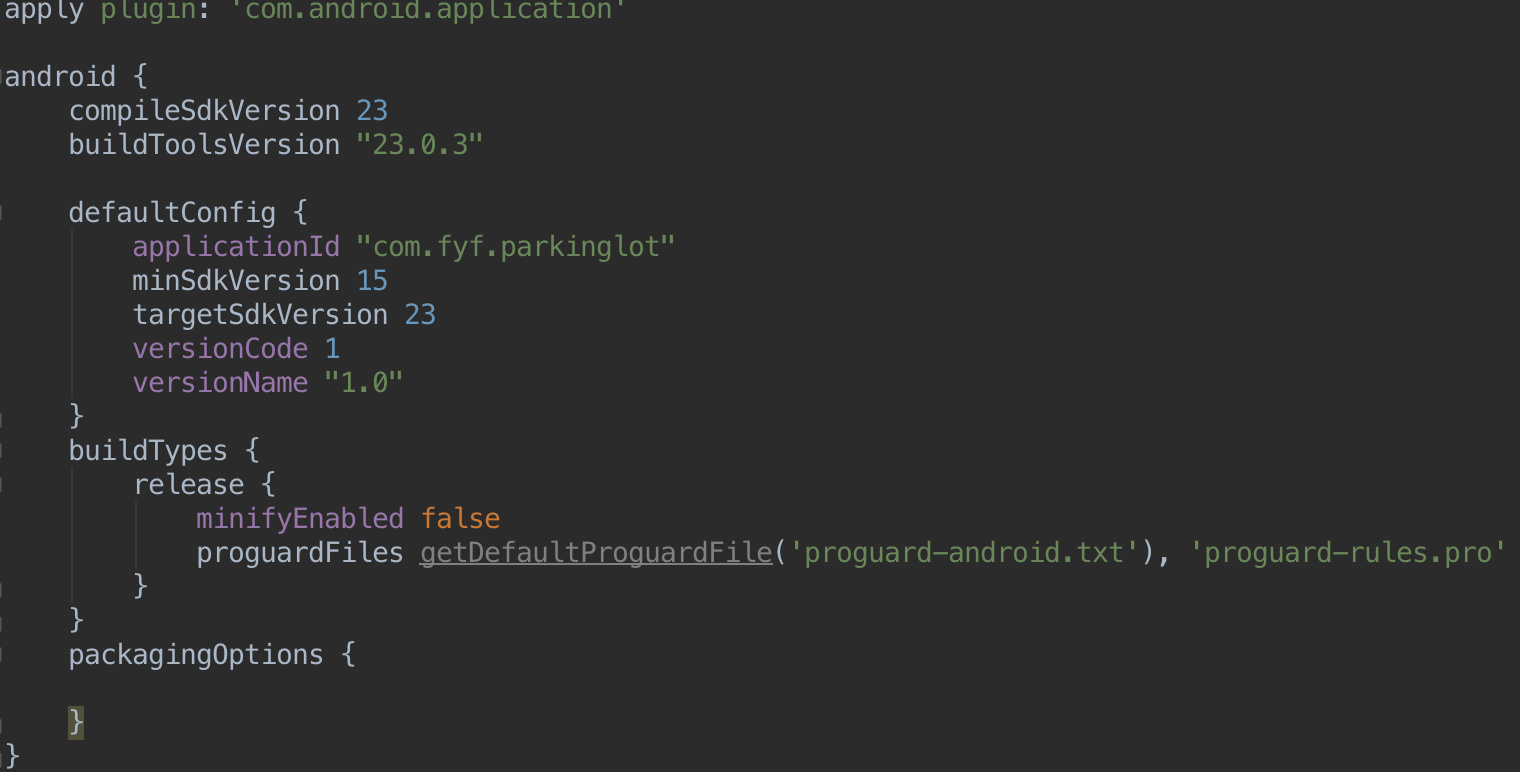 apply plugin: 'com.android.application'
android {
compileSdkVersion 23
buildToolsVersion "23.0.3"
defaultConfig {
applicationId "com.fyf.parkinglot"
minSdkVersion 15
targetSdkVersion 23
versionCode 1
versionName "1.0"
}
buildTypes {
release {
minifyEnabled false
proguardFiles getDefaultProguardFile('proguard-android.txt'), 'proguard-rules.pro'
}
}
packagingOptions {
}
}